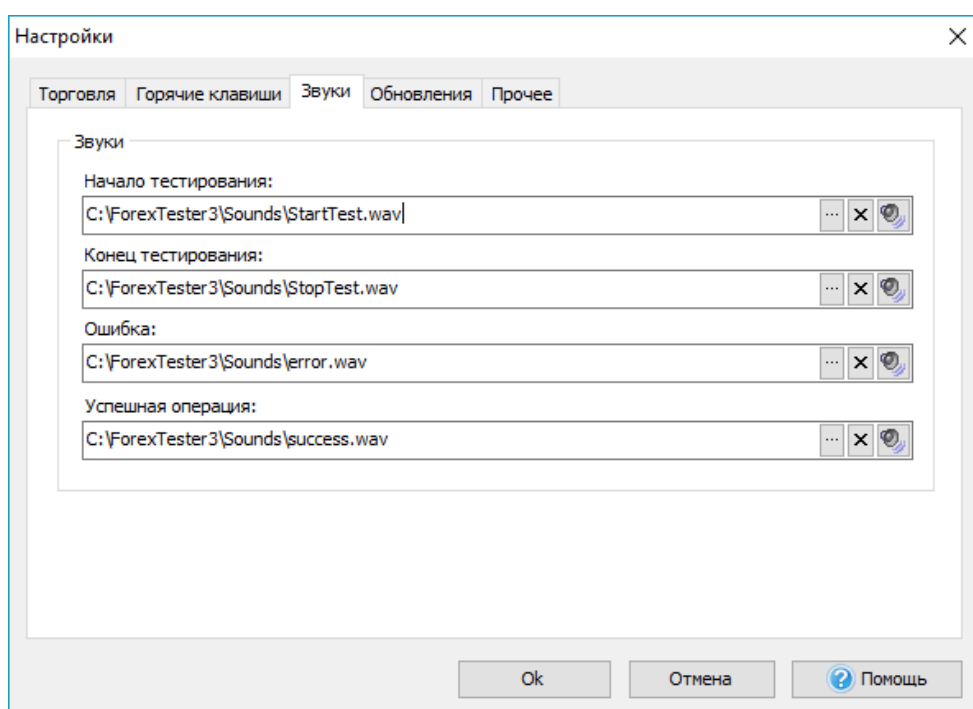 Настройки
Торговля Горячие клавиши Звуки Обновления Прочее
Звуки
Начало тестирования:
C:\ForexTester3\Sounds\StartTest.wav
Конец тестирования:
C:\ForexTester3\Sounds\StopTest.wav
Ошибка:
C:\ForexTester3\Sounds\error.wav
Успешная операция:
C:\ForexTester3\Sounds\success.wav
Ok Отмена Помощь